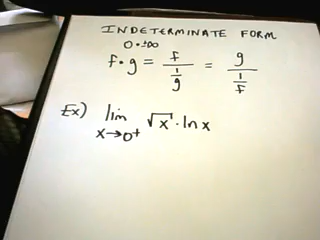 INDETERMINATE FORM
0·±∞
f·g = f/(1/g) = g/(1/f)
Ex) lim x→0⁺ √x · ln x